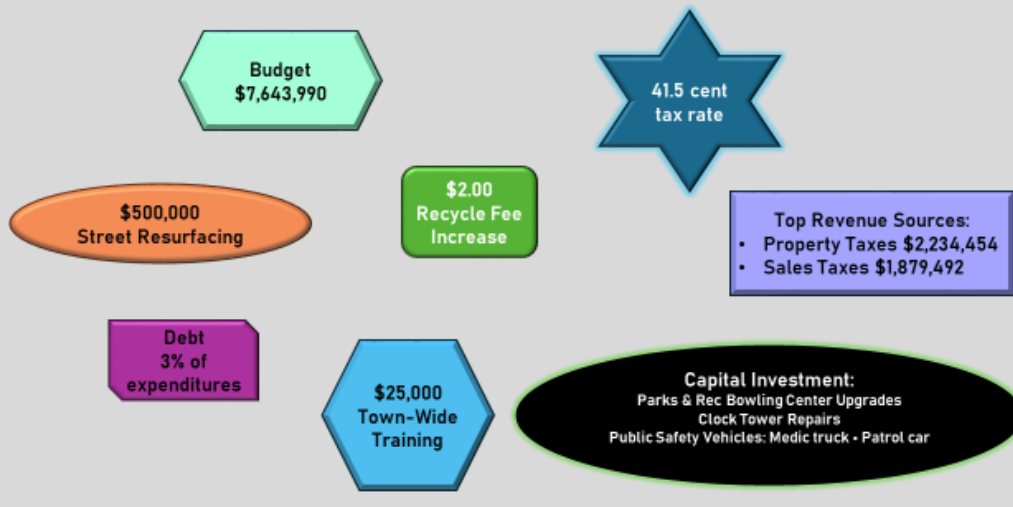 Budget
$7,643,990
41.5 cent
tax rate
$500,000
Street Resurfacing
$2.00
Recycle Fee
Increase
Top Revenue Sources:
• Property Taxes $2,234,454
• Sales Taxes $1,879,492
Debt
3% of
expenditures
$25,000
Town-Wide
Training
Capital Investment:
Parks & Rec Bowling Center Upgrades
Clock Tower Repairs
Public Safety Vehicles: Medic truck • Patrol car